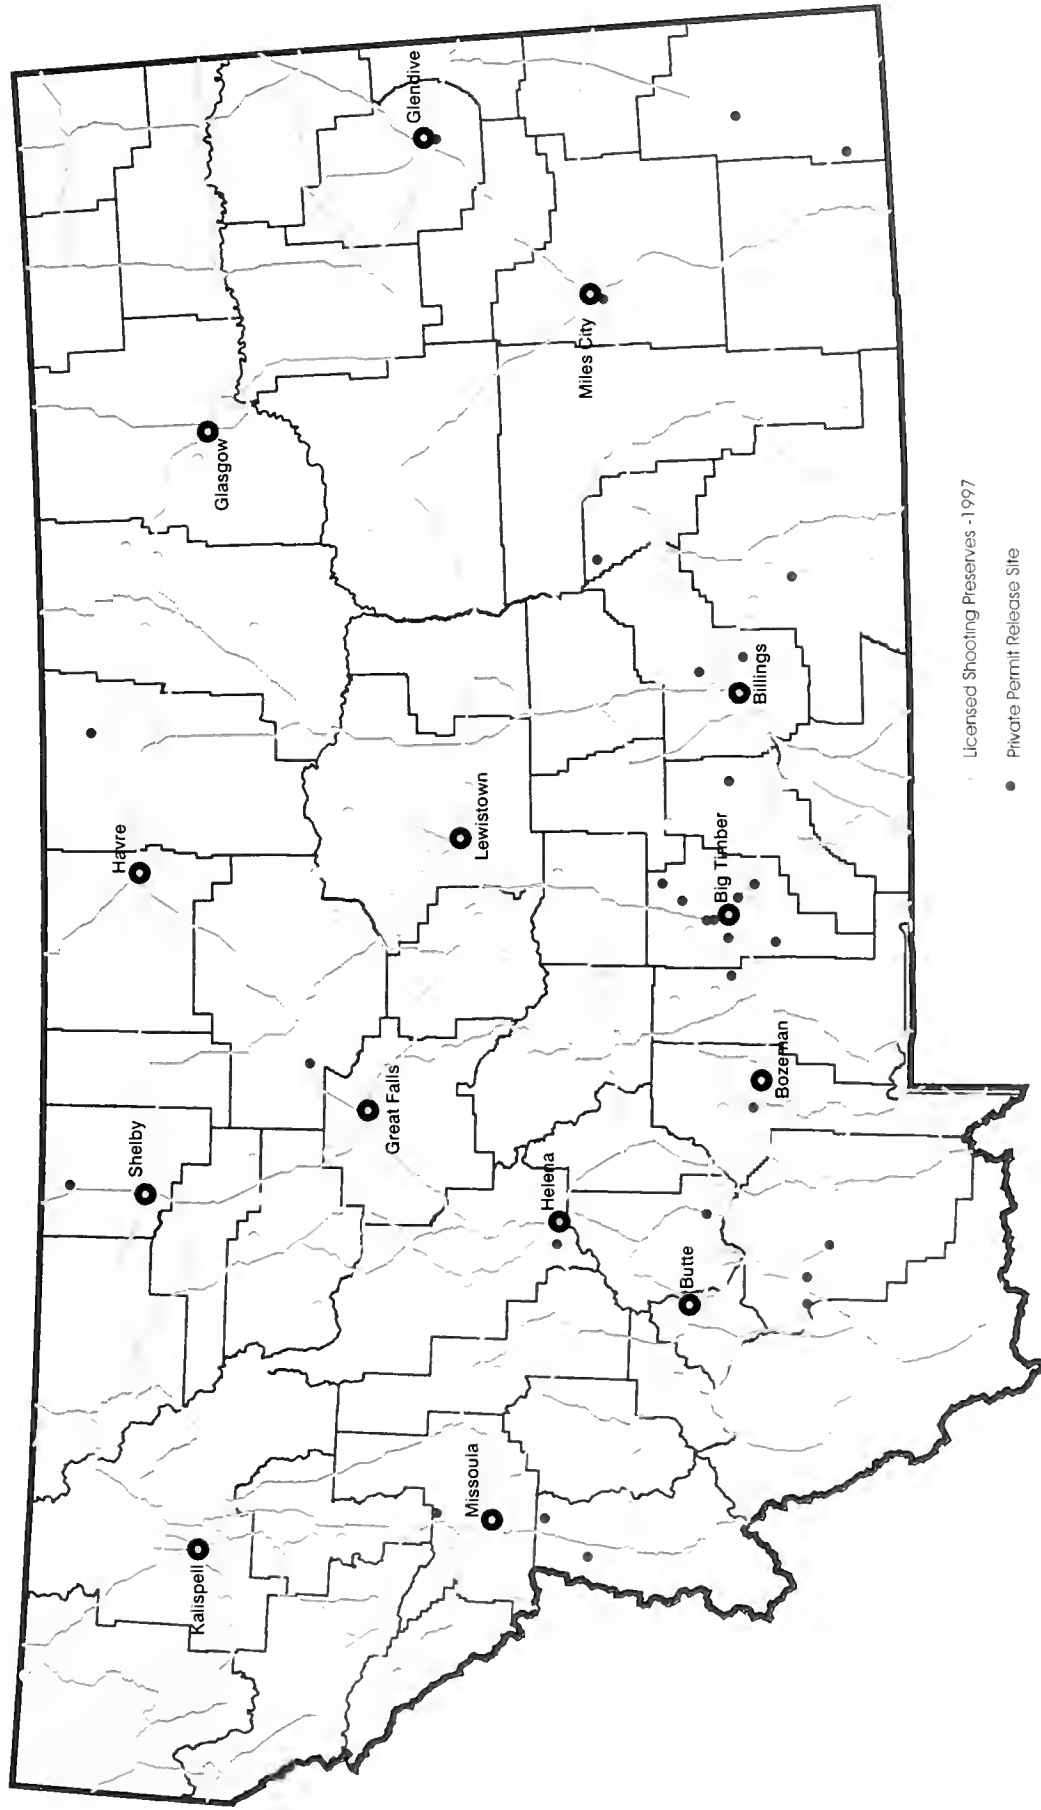 Kalispell
Shelby
Havre
Glasgow
Great Falls
Glendive
Missoula
Lewistown
Helena
Miles City
Butte
Big Timber
Bozeman
Billings
Licensed Shooting Preserves -1997
Private Permit Release Site